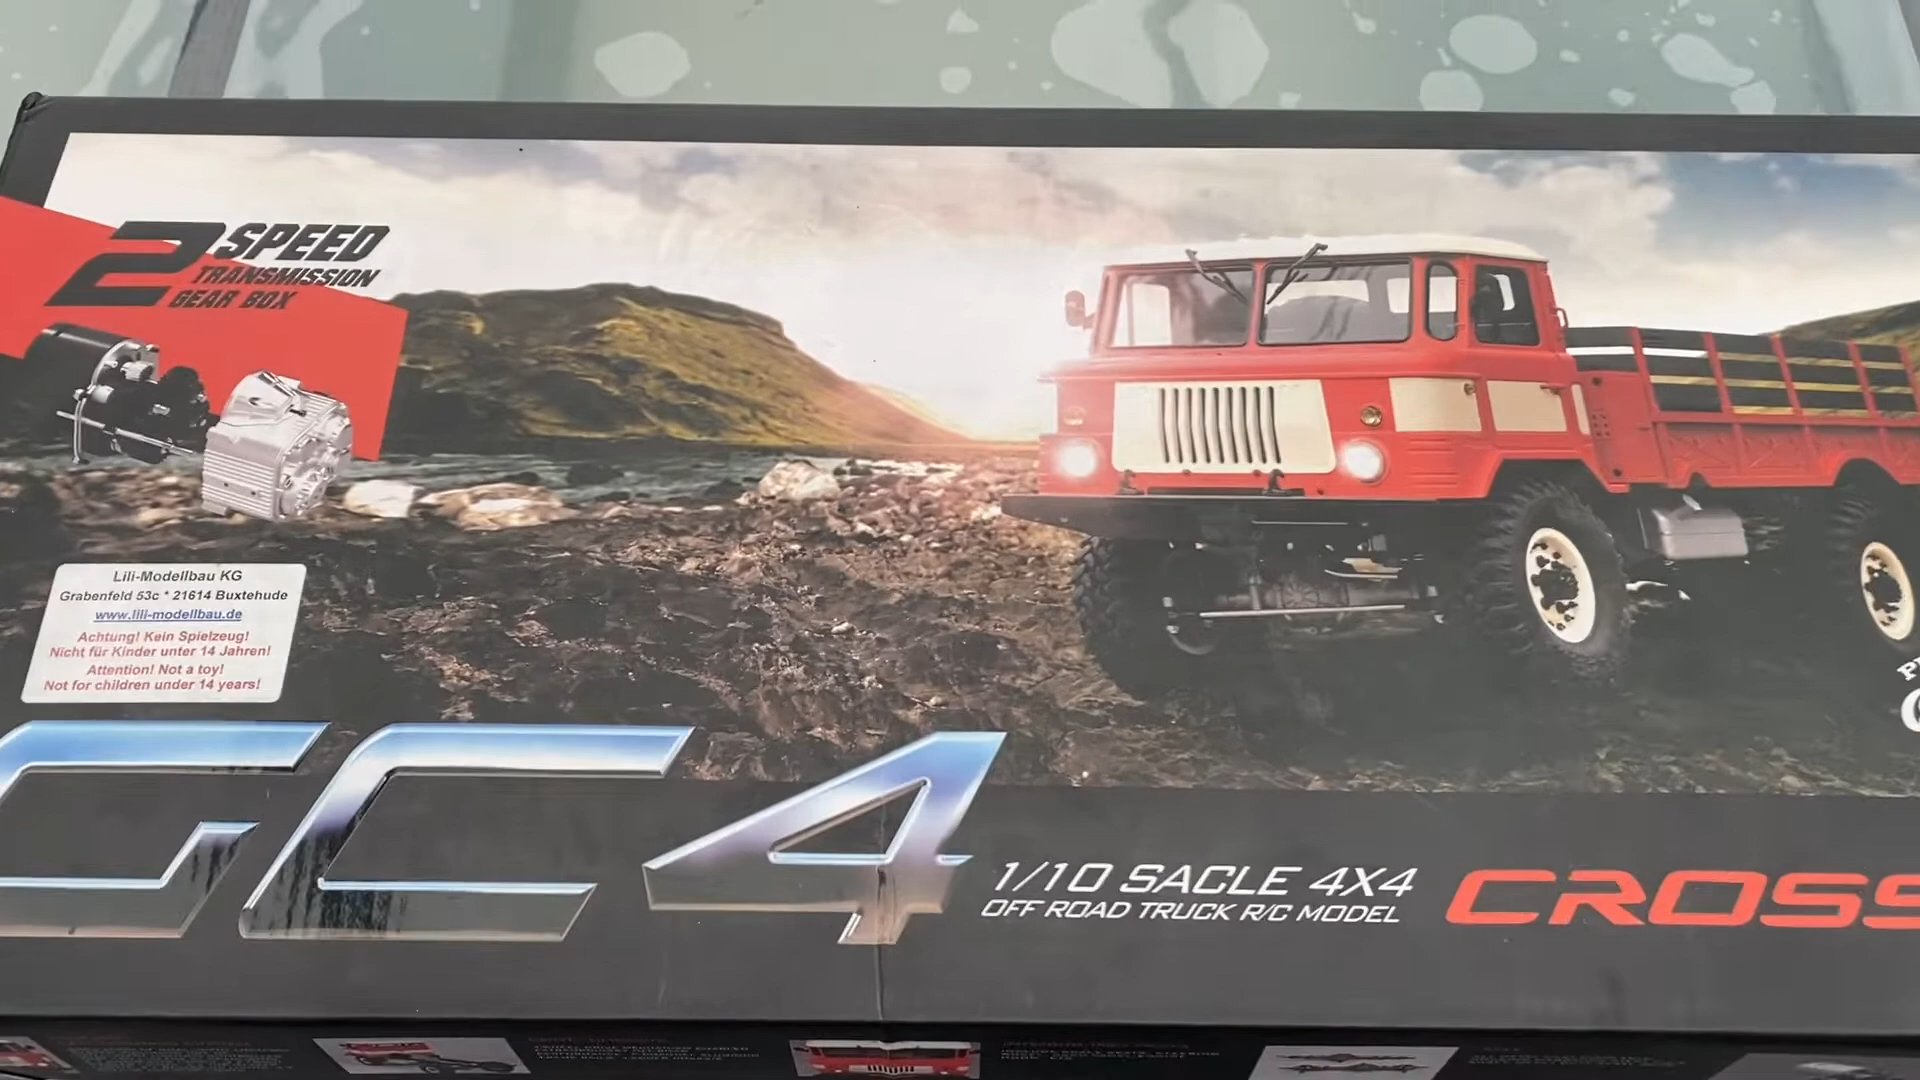 2 SPEED
TRANSMISSION
GEAR BOX
Lili-Modellbau KG
Grabenfeld 53c * 21614 Buxtehude
www.lili-modellbau.de
Achtung! Kein Spielzeug!
Nicht für Kinder unter 14 Jahren!
Attention! Not a toy!
Not for children under 14 years!
GC4
1/10 SACLE 4X4
OFF ROAD TRUCK R/C MODEL
CROSS